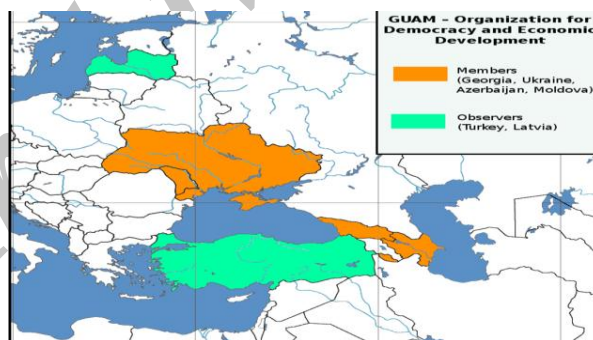 GUAM – Organization for
Democracy and Economic
Development
Members
(Georgia, Ukraine,
Azerbaijan, Moldova)
Observers
(Turkey, Latvia)